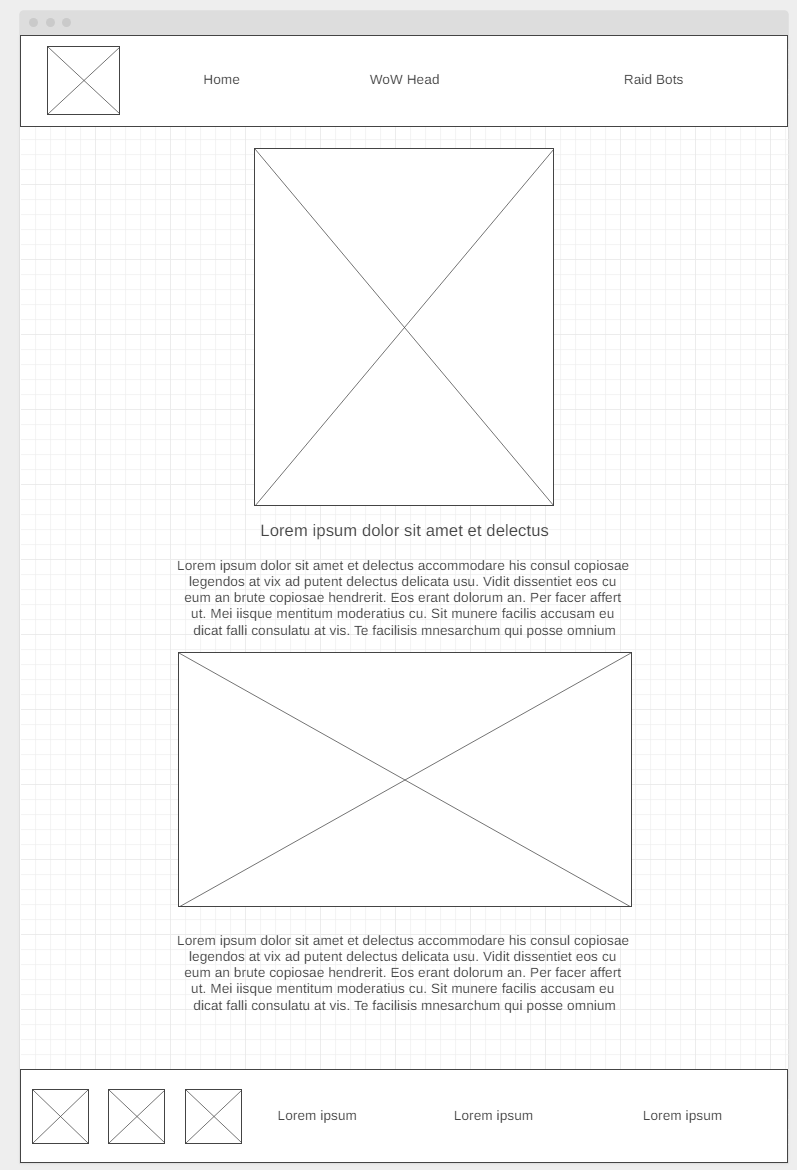 Home WoW Head Raid Bots
Lorem ipsum dolor sit amet et delectus
Lorem ipsum dolor sit amet et delectus accommodare his consul copiosae
legendos at vix ad putent delectus delicata usu. Vidit dissentiet eos cu
eum an brute copiosae hendrerit. Eos erant dolorum an. Per facer affert
ut. Mei iisque mentitum moderatius cu. Sit munere facilis accusam eu
dicat falli consulatu at vis. Te facilisis mnesarchum qui posse omnium
Lorem ipsum dolor sit amet et delectus accommodare his consul copiosae
legendos at vix ad putent delectus delicata usu. Vidit dissentiet eos cu
eum an brute copiosae hendrerit. Eos erant dolorum an. Per facer affert
ut. Mei iisque mentitum moderatius cu. Sit munere facilis accusam eu
dicat falli consulatu at vis. Te facilisis mnesarchum qui posse omnium
Lorem ipsum Lorem ipsum Lorem ipsum